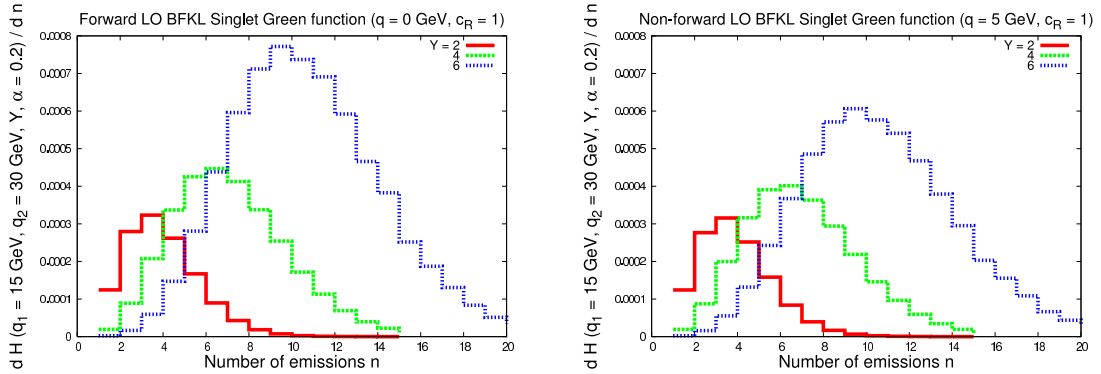 Forward LO BFKL Singlet Green function (q = 0 GeV, c_R = 1)
d H (q_1 = 15 GeV, q_2 = 30 GeV, Y, α = 0.2) / d n
Y = 2
4
6
0.0008
0.0007
0.0006
0.0005
0.0004
0.0003
0.0002
0.0001
0
0 2 4 6 8 10 12 14 16 18 20
Number of emissions n
Non-forward LO BFKL Singlet Green function (q = 5 GeV, c_R = 1)
d H (q_1 = 15 GeV, q_2 = 30 GeV, Y, α = 0.2) / d n
Y = 2
4
6
0.0008
0.0007
0.0006
0.0005
0.0004
0.0003
0.0002
0.0001
0
0 2 4 6 8 10 12 14 16 18 20
Number of emissions n